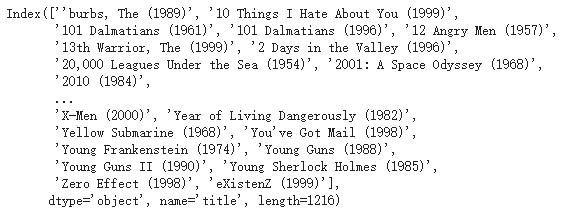 Index([''burbs, The (1989)', '10 Things I Hate About You (1999)',
'101 Dalmatians (1961)', '101 Dalmatians (1996)', '12 Angry Men (1957)',
'13th Warrior, The (1999)', '2 Days in the Valley (1996)',
'20,000 Leagues Under the Sea (1954)', '2001: A Space Odyssey (1968)',
'2010 (1984)',
...
'X-Men (2000)', 'Year of Living Dangerously (1982)',
'Yellow Submarine (1968)', 'You've Got Mail (1998)',
'Young Frankenstein (1974)', 'Young Guns (1988)',
'Young Guns II (1990)', 'Young Sherlock Holmes (1985)',
'Zero Effect (1998)', 'eXistenZ (1999)'],
dtype='object', name='title', length=1216)